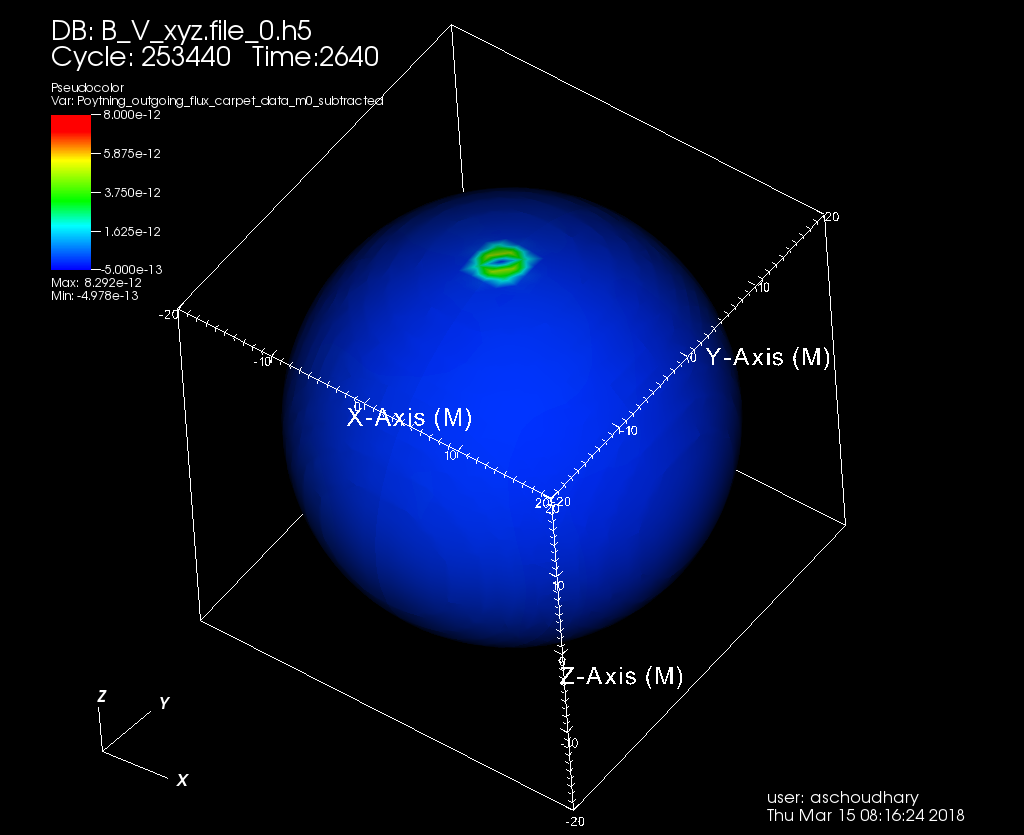 DB: B_V_xyz.file_0.h5
Cycle: 253440 Time:2640
Pseudocolor
Var: Poytning_outgoing_flux_carpet_data_m0_subtracted
8.000e-12
5.875e-12
3.750e-12
1.625e-12
-5.000e-13
Max: 8.292e-12
Min: -4.978e-13
20
10
0
Y-Axis (M)
-10
-20
-20
-10
0
X-Axis (M)
10
20
20
10
0
Z-Axis (M)
-10
-20
Z
Y
X
user: aschoudhary
Thu Mar 15 08:16:24 2018